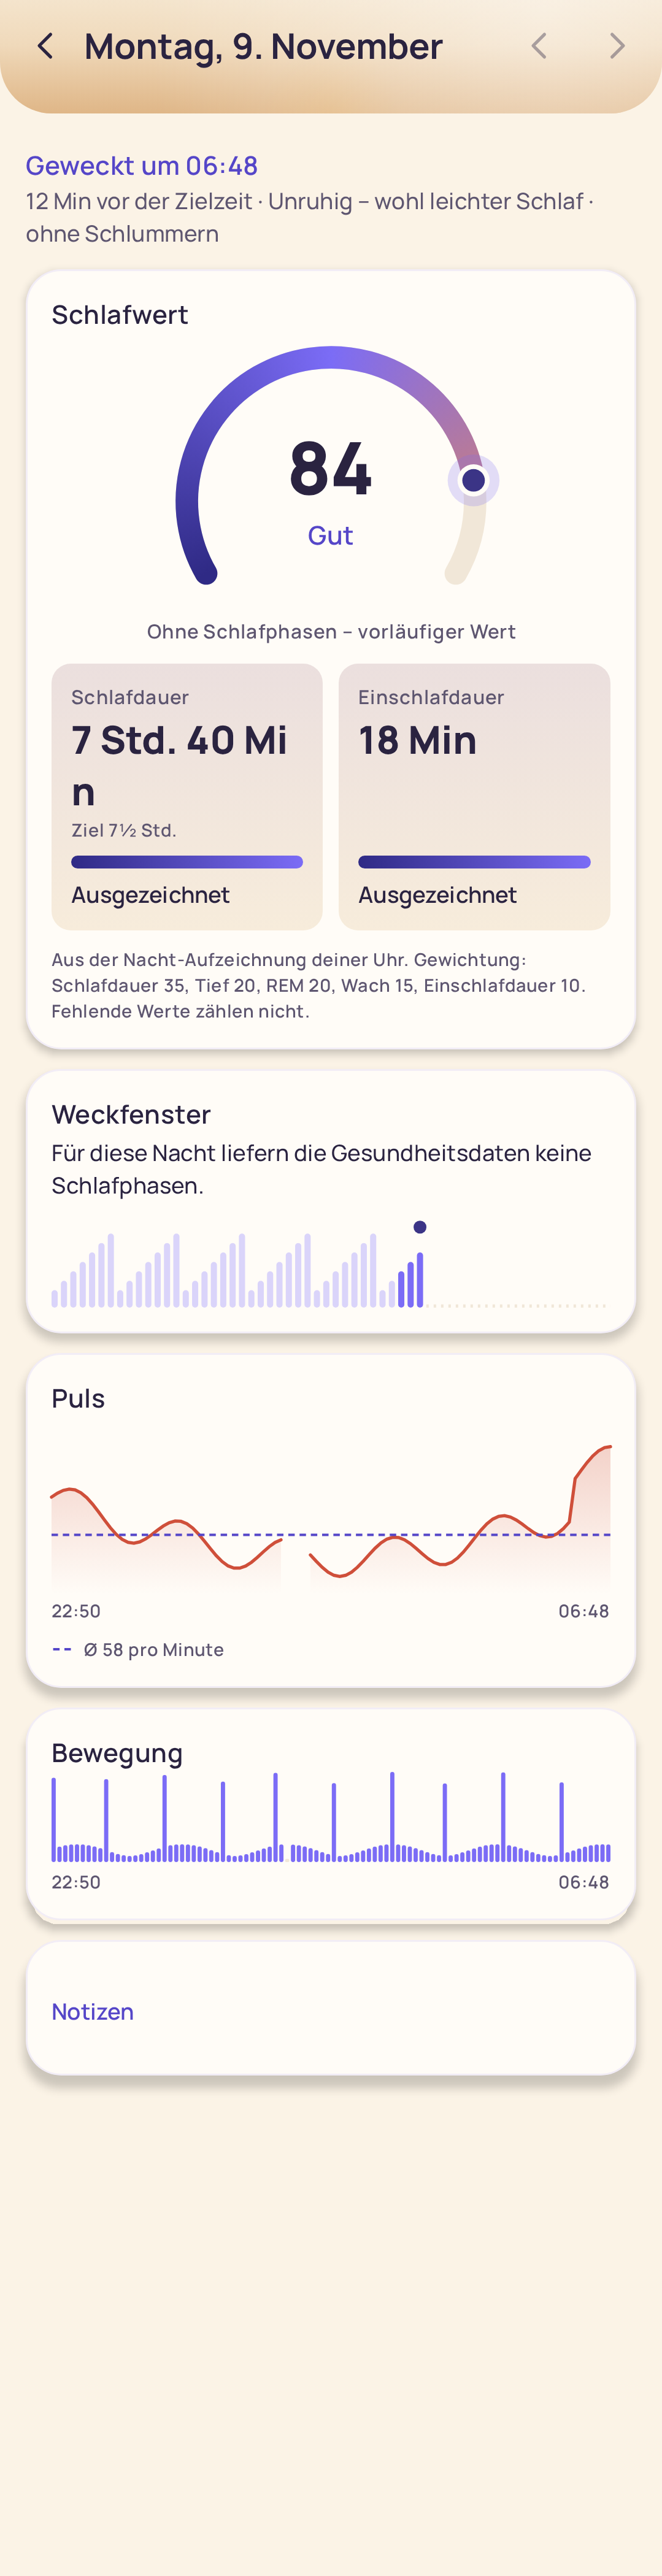 Montag, 9. November
Geweckt um 06:48
12 Min vor der Zielzeit · Unruhig – wohl leichter Schlaf ·
ohne Schlummern
Schlafwert
84
Gut
Ohne Schlafphasen – vorläufiger Wert
Schlafdauer
7 Std. 40 Mi
n
Ziel 7½ Std.
Ausgezeichnet
Einschlafdauer
18 Min
Ausgezeichnet
Aus der Nacht-Aufzeichnung deiner Uhr. Gewichtung:
Schlafdauer 35, Tief 20, REM 20, Wach 15, Einschlafdauer 10.
Fehlende Werte zählen nicht.
Weckfenster
Für diese Nacht liefern die Gesundheitsdaten keine
Schlafphasen.
Puls
22:50 06:48
Ø 58 pro Minute
Bewegung
22:50 06:48
Notizen